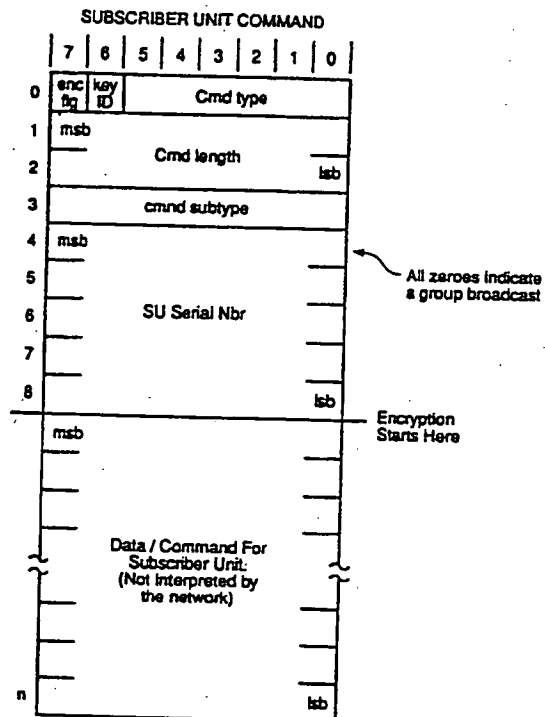 SUBSCRIBER UNIT COMMAND
7 6 5 4 3 2 1 0
0 enc flg key ID Cmd type
1 msb
Cmd length
2 lsb
3 cmnd subtype
4 msb
All zeroes indicate
a group broadcast
5
6 SU Serial Nbr
7
8 lsb
Encryption
Starts Here
msb
Data / Command For
Subscriber Unit:
(Not Interpreted by
the network)
n lsb